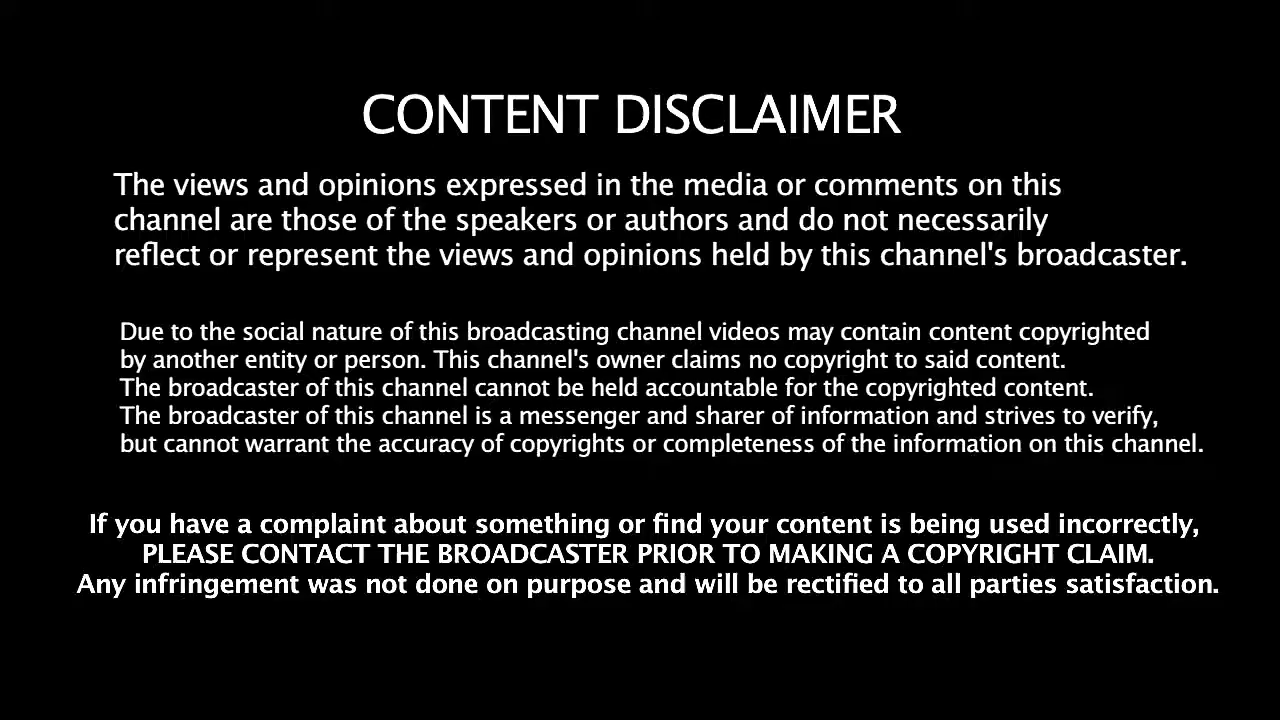 CONTENT DISCLAIMER
The views and opinions expressed in the media or comments on this
channel are those of the speakers or authors and do not necessarily
reflect or represent the views and opinions held by this channel's broadcaster.
Due to the social nature of this broadcasting channel videos may contain content copyrighted
by another entity or person. This channel's owner claims no copyright to said content.
The broadcaster of this channel cannot be held accountable for the copyrighted content.
The broadcaster of this channel is a messenger and sharer of information and strives to verify,
but cannot warrant the accuracy of copyrights or completeness of the information on this channel.
If you have a complaint about something or find your content is being used incorrectly,
PLEASE CONTACT THE BROADCASTER PRIOR TO MAKING A COPYRIGHT CLAIM.
Any infringement was not done on purpose and will be rectified to all parties satisfaction.